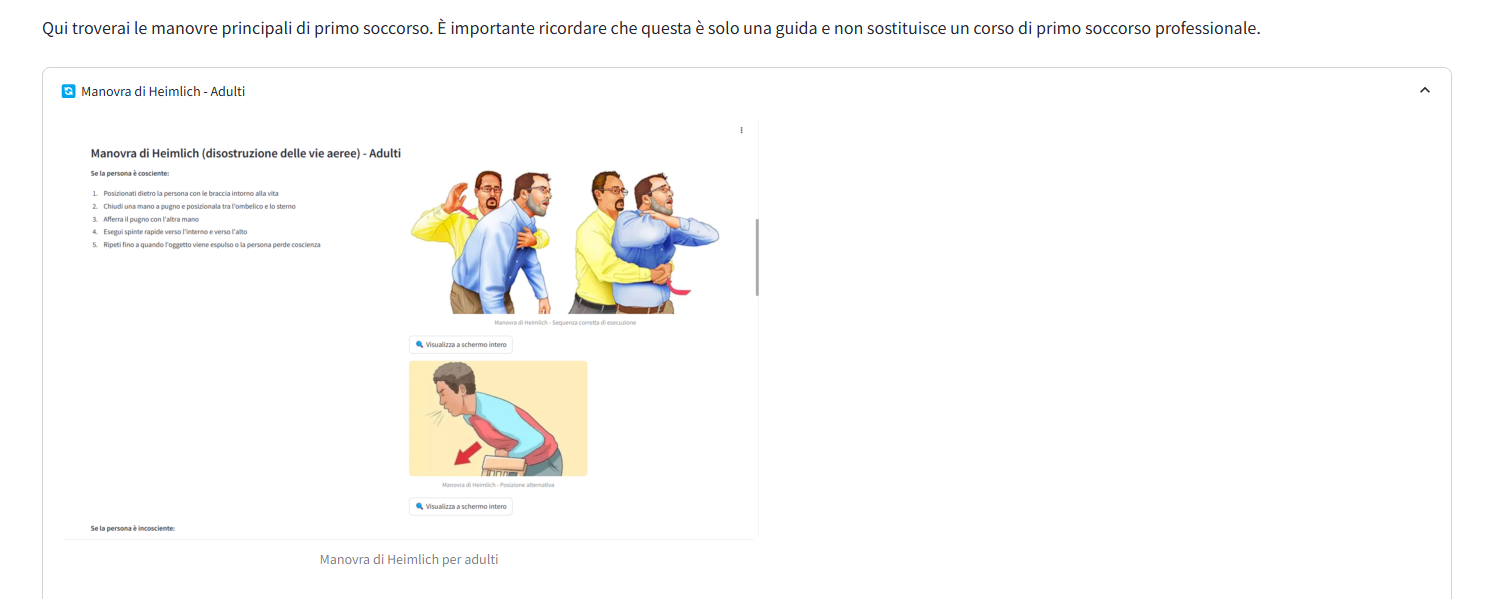 Qui troverai le manovre principali di primo soccorso. È importante ricordare che questa è solo una guida e non sostituisce un corso di primo soccorso professionale.
Manovra di Heimlich - Adulti
Manovra di Heimlich (disostruzione delle vie aeree) - Adulti
Se la persona è cosciente:
1. Posizionati dietro la persona con le braccia intorno alla vita
2. Chiudi una mano a pugno e posizionala tra l'ombelico e lo sterno
3. Afferra il pugno con l'altra mano
4. Esegui spinte rapide verso l'interno e verso l'alto
5. Ripeti fino a quando l'oggetto viene espulso o la persona perde coscienza
Manovra di Heimlich - Sequenza corretta di esecuzione
Visualizza a schermo intero
Manovra di Heimlich - Posizione alternativa
Visualizza a schermo intero
Se la persona è incosciente:
Manovra di Heimlich per adulti